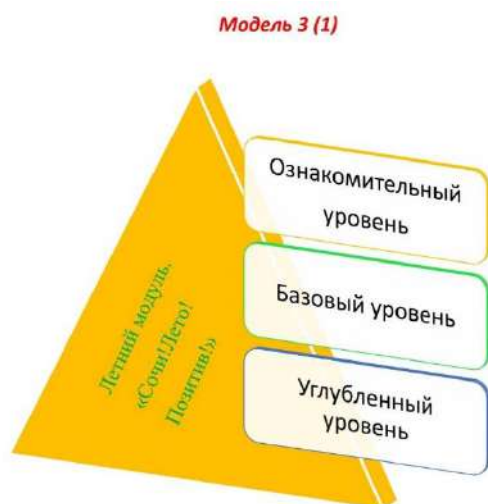 Модель 3 (1)
Ознакомительный
уровень
Базовый уровень
Углубленный
уровень
Летний модуль.
«Сочи!Лето!
Позитив!»